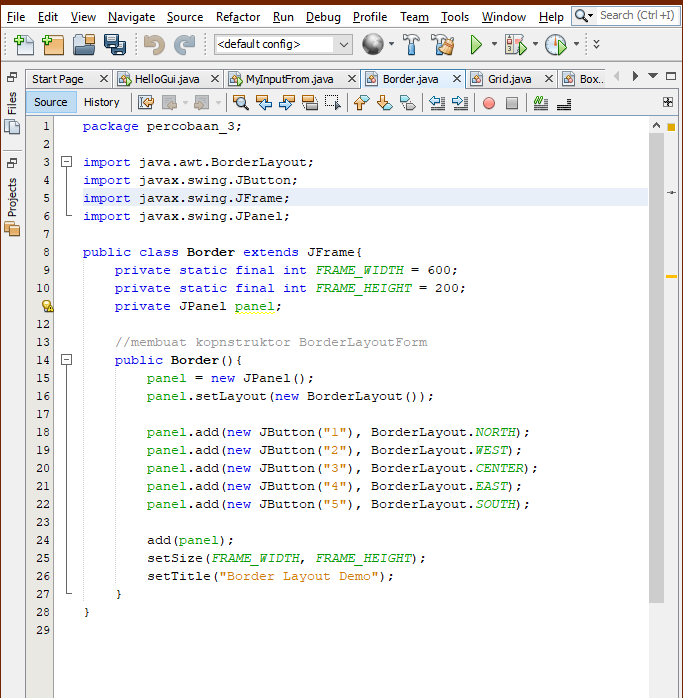 File Edit View Navigate Source Refactor Run Debug Profile Team Tools Window Help Search (Ctrl+I)
<default config>
Start Page HelloGui.java MyInputFrom.java Border.java Grid.java Box...
Files
Projects
Source History
1 package percobaan_3;
2
3 import java.awt.BorderLayout;
4 import javax.swing.JButton;
5 import javax.swing.JFrame;
6 import javax.swing.JPanel;
7
8 public class Border extends JFrame{
9 private static final int FRAME_WIDTH = 600;
10 private static final int FRAME_HEIGHT = 200;
private JPanel panel;
12
13 //membuat kopnstruktor BorderLayoutForm
14 public Border(){
15 panel = new JPanel();
16 panel.setLayout(new BorderLayout());
17
18 panel.add(new JButton("1"), BorderLayout.NORTH);
19 panel.add(new JButton("2"), BorderLayout.WEST);
20 panel.add(new JButton("3"), BorderLayout.CENTER);
21 panel.add(new JButton("4"), BorderLayout.EAST);
22 panel.add(new JButton("5"), BorderLayout.SOUTH);
23
24 add(panel);
25 setSize(FRAME_WIDTH, FRAME_HEIGHT);
26 setTitle("Border Layout Demo");
27 }
28 }
29